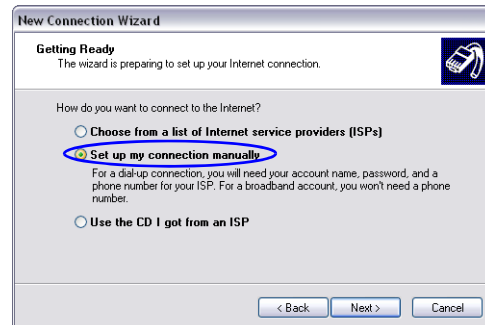 New Connection Wizard
Getting Ready
The wizard is preparing to set up your Internet connection.
How do you want to connect to the Internet?
Choose from a list of Internet service providers (ISPs)
Set up my connection manually
For a dial-up connection, you will need your account name, password, and a
phone number for your ISP. For a broadband account, you won't need a phone
number.
Use the CD I got from an ISP
< Back Next > Cancel